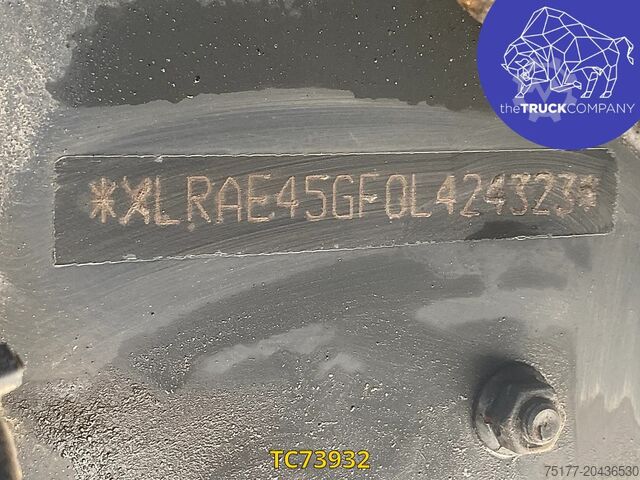 theTRUCKCOMPANY
*XLRAE45GF0L424323*
TC73932
75177-20436530